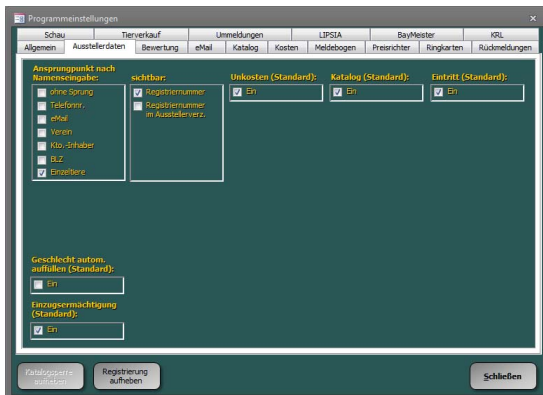 Programmeinstellungen
Schau Tierverkauf Ummeldungen LIPSIA BayMeister KRL
Allgemein Ausstellerdaten Bewertung eMail Katalog Kosten Meldebogen Preisrichter Ringkarten Rückmeldungen
Ansprungpunkt nach
Namenseingabe:
ohne Sprung
Telefonnr.
eMail
Verein
Kto.-Inhaber
BLZ
Einzeltiere
sichtbar:
Registriernummer
Registriernummer
im Ausstellerverz.
Unkosten (Standard):
Ein
Katalog (Standard):
Ein
Eintritt (Standard):
Ein
Geschlecht autom.
auffüllen (Standard):
Ein
Einzugsermächtigung
(Standard):
Ein
Katalogsperre
aufheben
Registrierung
aufheben
Schließen